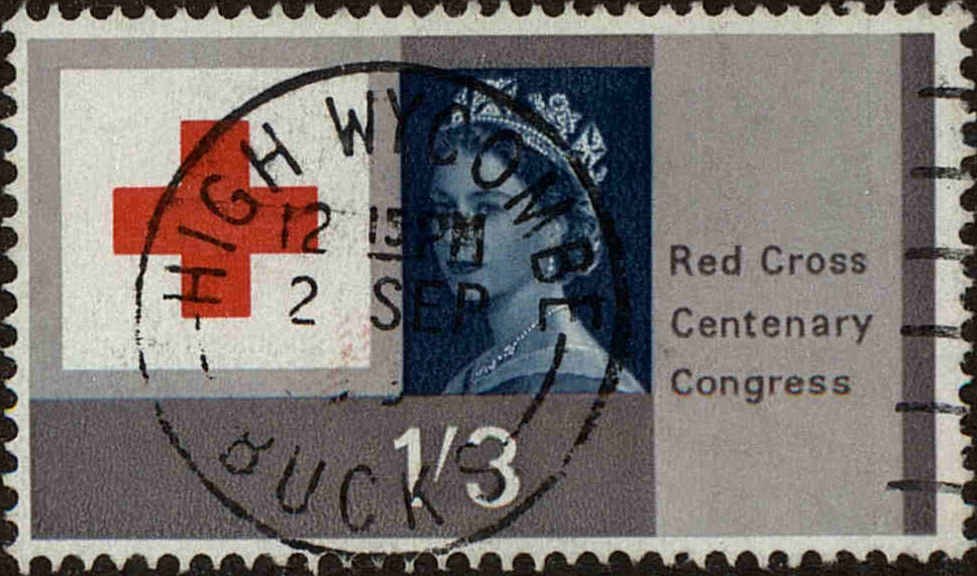 HIGH WYCOMBE
12 15 PM
2 SEP
BUCKS
1/3
Red Cross
Centenary
Congress